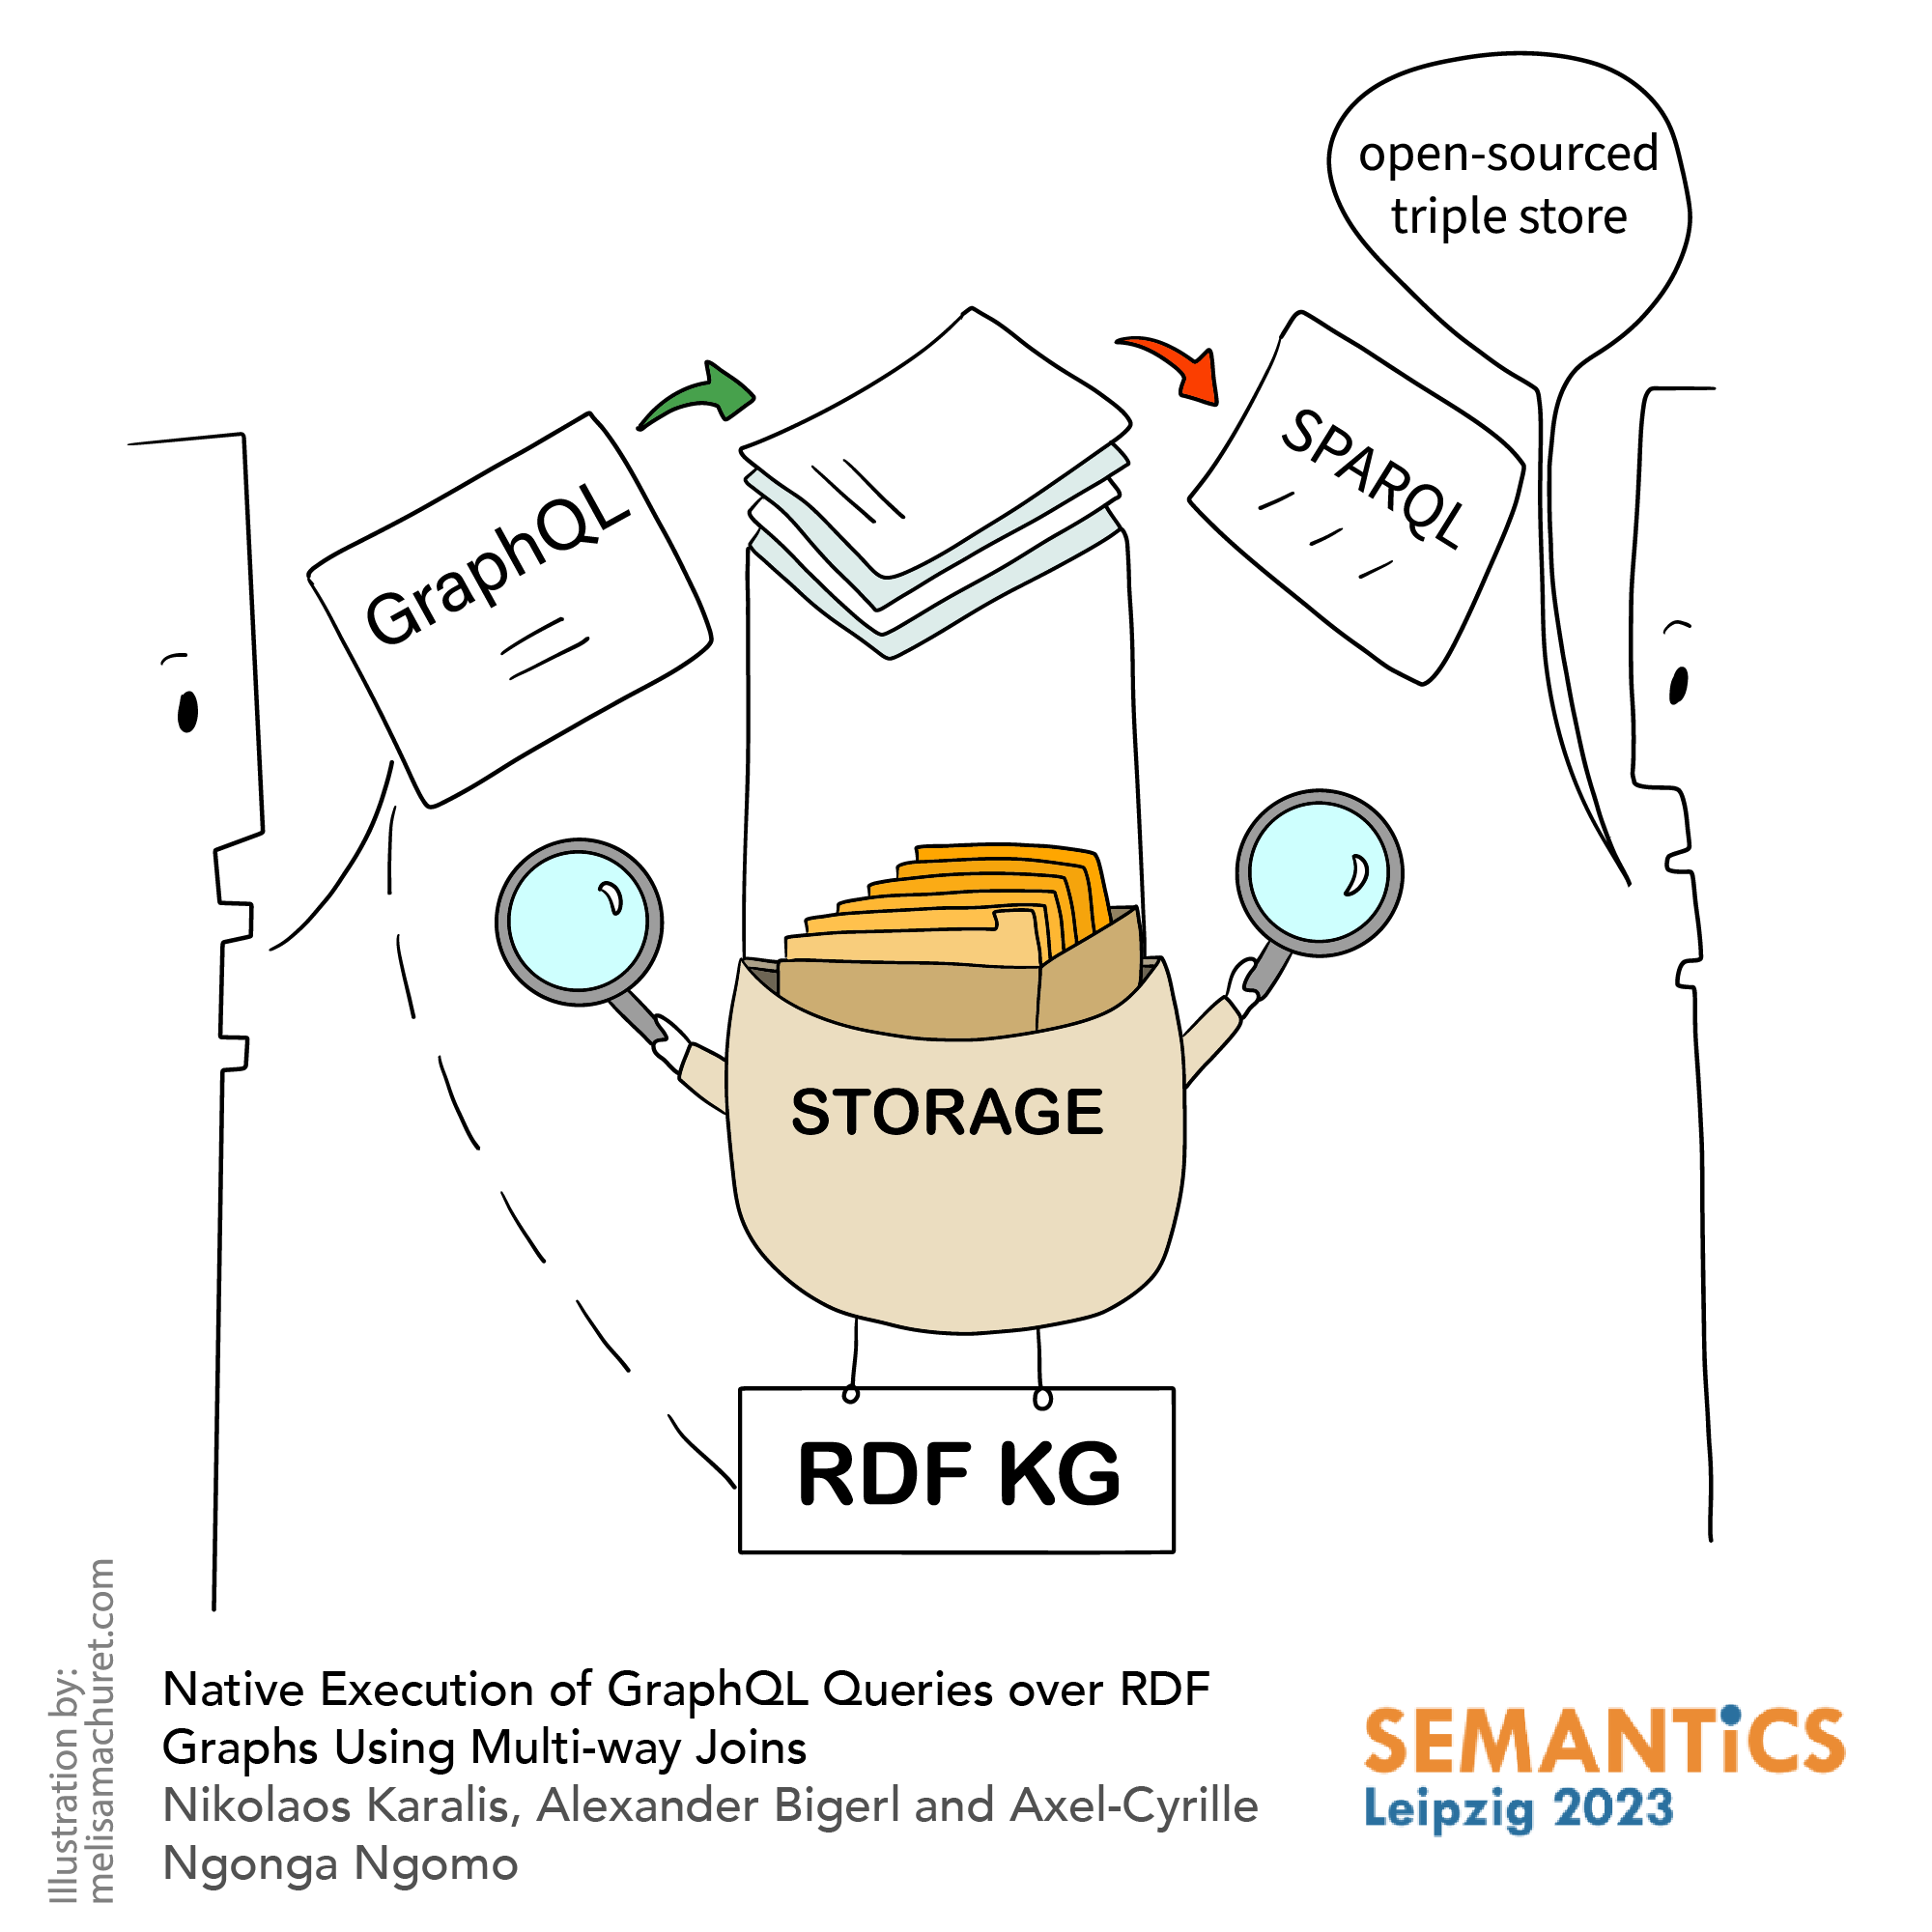 open-sourced
triple store
GraphQL
SPARQL
STORAGE
RDF KG
Illustration by:
melisamachuret.com
Native Execution of GraphQL Queries over RDF
Graphs Using Multi-way Joins
Nikolaos Karalis, Alexander Bigerl and Axel-Cyrille
Ngonga Ngomo
SEMANTiCS
Leipzig 2023